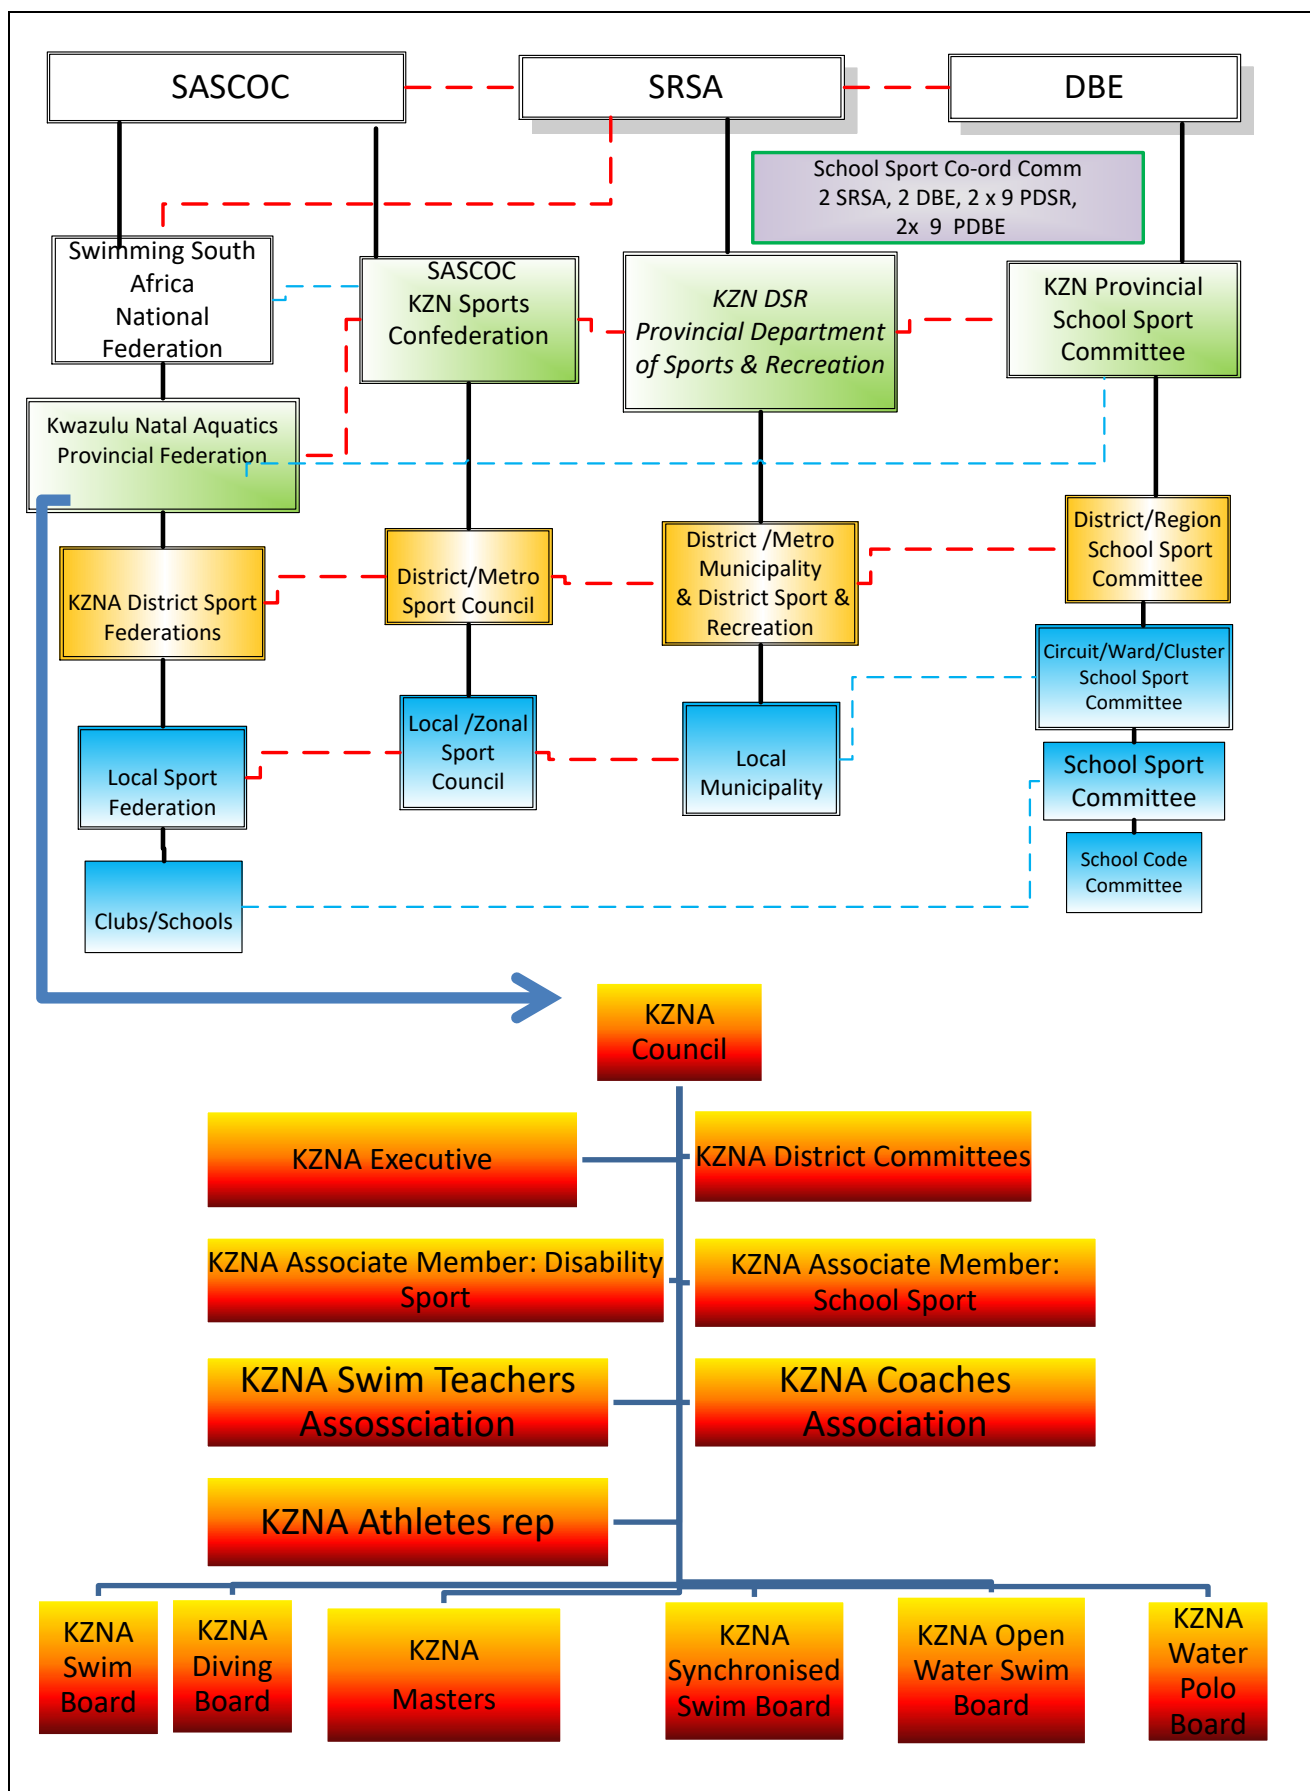 SASCOC
SRSA
DBE
School Sport Co-ord Comm
2 SRSA, 2 DBE, 2 x 9 PDSR,
2x 9 PDBE
Swimming South
Africa
National
Federation
SASCOC
KZN Sports
Confederation
KZN DSR
Provincial Department
of Sports & Recreation
KZN Provincial
School Sport
Committee
Kwazulu Natal Aquatics
Provincial Federation
KZNA District Sport
Federations
District/Metro
Sport Council
District /Metro
Municipality
& District Sport &
Recreation
District/Region
School Sport
Committee
Circuit/Ward/Cluster
School Sport
Committee
Local Sport
Federation
Local /Zonal
Sport
Council
Local
Municipality
School Sport
Committee
School Code
Committee
Clubs/Schools
KZNA
Council
KZNA Executive
KZNA District Committees
KZNA Associate Member: Disability
Sport
KZNA Associate Member:
School Sport
KZNA Swim Teachers
Assossciation
KZNA Coaches
Association
KZNA Athletes rep
KZNA
Swim
Board
KZNA
Diving
Board
KZNA
Masters
KZNA
Synchronised
Swim Board
KZNA Open
Water Swim
Board
KZNA
Water
Polo
Board